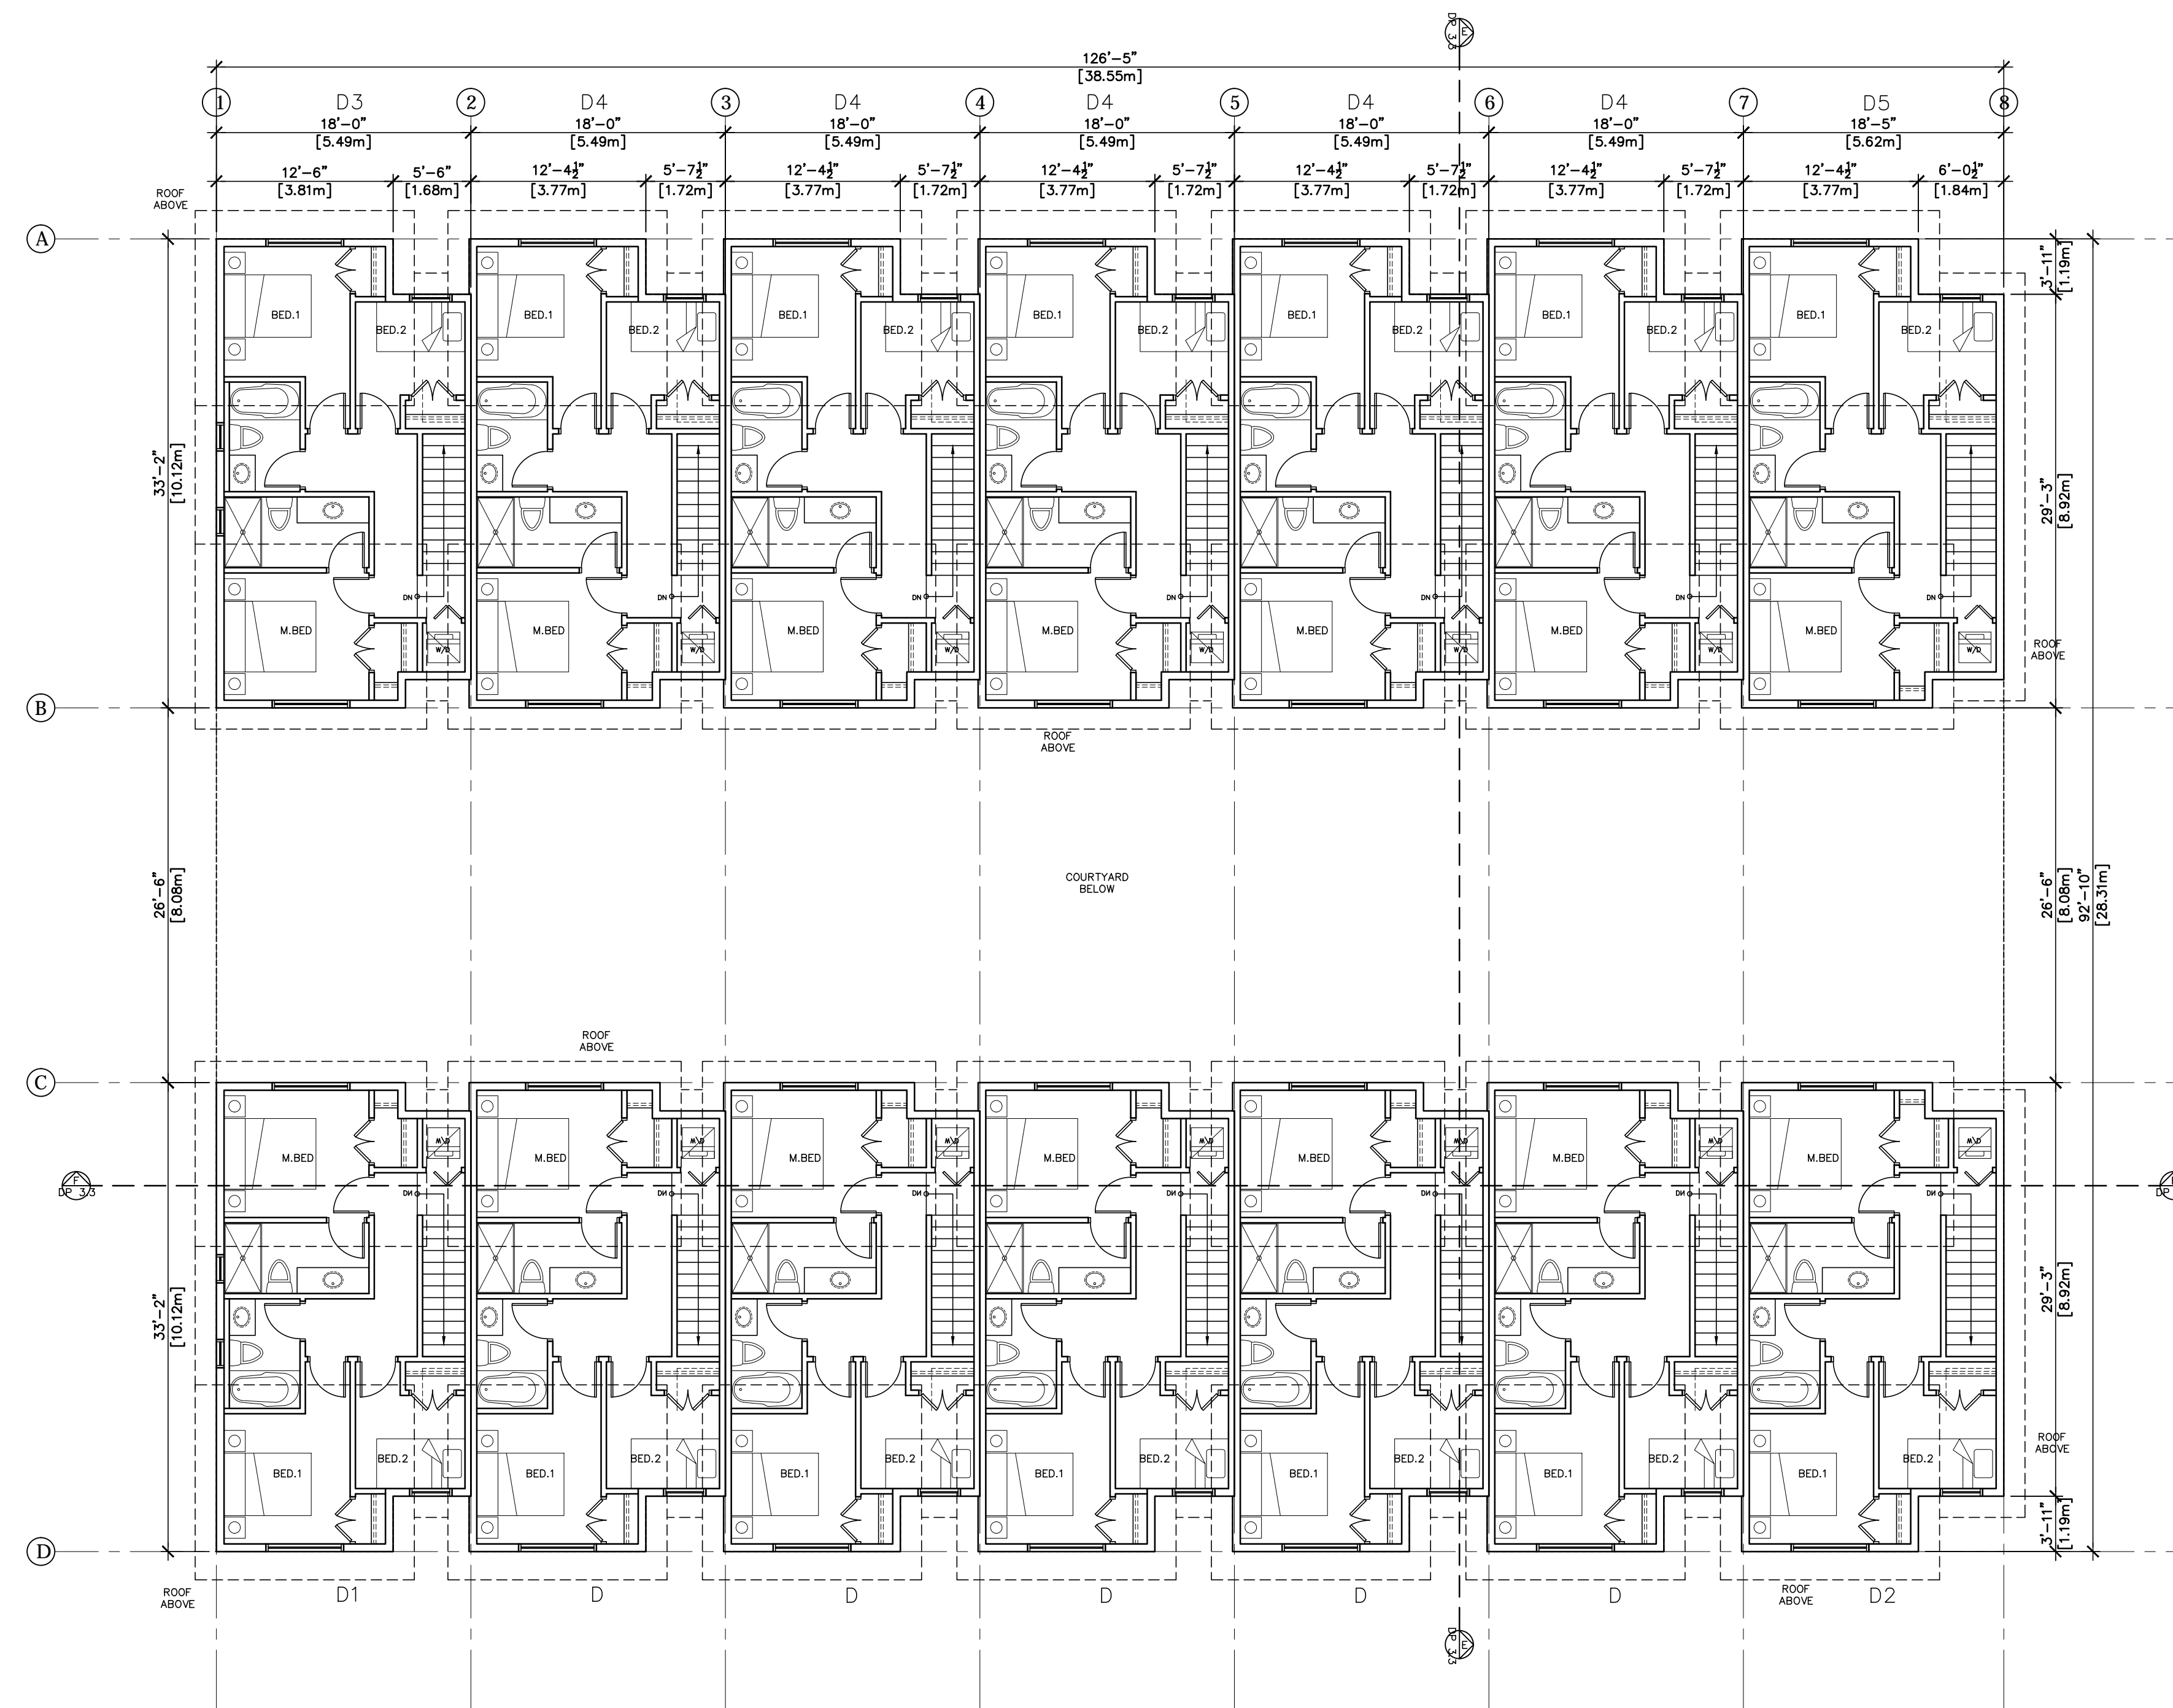 DP 3.3
E
126'-5"
[38.55m]
1
D3
2
D4
3
D4
4
D4
5
D4
6
D4
7
D5
8
18'-0"
18'-0"
18'-0"
18'-0"
18'-0"
18'-0"
18'-5"
[5.49m]
[5.49m]
[5.49m]
[5.49m]
[5.49m]
[5.49m]
[5.62m]
12'-6"
5'-6"
12'-4½"
5'-7½"
12'-4½"
5'-7½"
12'-4½"
5'-7½"
12'-4½"
5'-7½"
12'-4½"
5'-7½"
12'-4½"
6'-0½"
[3.81m]
[1.68m]
[3.77m]
[1.72m]
[3.77m]
[1.72m]
[3.77m]
[1.72m]
[3.77m]
[1.72m]
[3.77m]
[1.72m]
[3.77m]
[1.84m]
ROOF
ABOVE
A
3'-11"
[1.19m]
BED.1
BED.2
BED.1
BED.2
BED.1
BED.2
BED.1
BED.2
BED.1
BED.2
BED.1
BED.2
BED.1
BED.2
33'-2"
[10.12m]
29'-3"
[8.92m]
DN
DN
DN
DN
DN
DN
DN
M.BED
M.BED
M.BED
M.BED
M.BED
M.BED
M.BED
W/D
W/D
W/D
W/D
W/D
W/D
W/D
ROOF
ABOVE
B
ROOF
ABOVE
26'-6"
[8.08m]
COURTYARD
BELOW
26'-6"
[8.08m]
92'-10"
[28.31m]
ROOF
ABOVE
C
W/D
W/D
W/D
W/D
W/D
W/D
W/D
M.BED
M.BED
M.BED
M.BED
M.BED
M.BED
M.BED
F
DP 3.3
DP
DN
DN
DN
DN
DN
DN
DN
33'-2"
[10.12m]
29'-3"
[8.92m]
ROOF
ABOVE
BED.1
BED.2
BED.1
BED.2
BED.1
BED.2
BED.1
BED.2
BED.1
BED.2
BED.1
BED.2
BED.1
BED.2
3'-11"
[1.19m]
D
ROOF
ABOVE
D1
D
D
D
D
D
ROOF
ABOVE
D2
DP 3.3
E